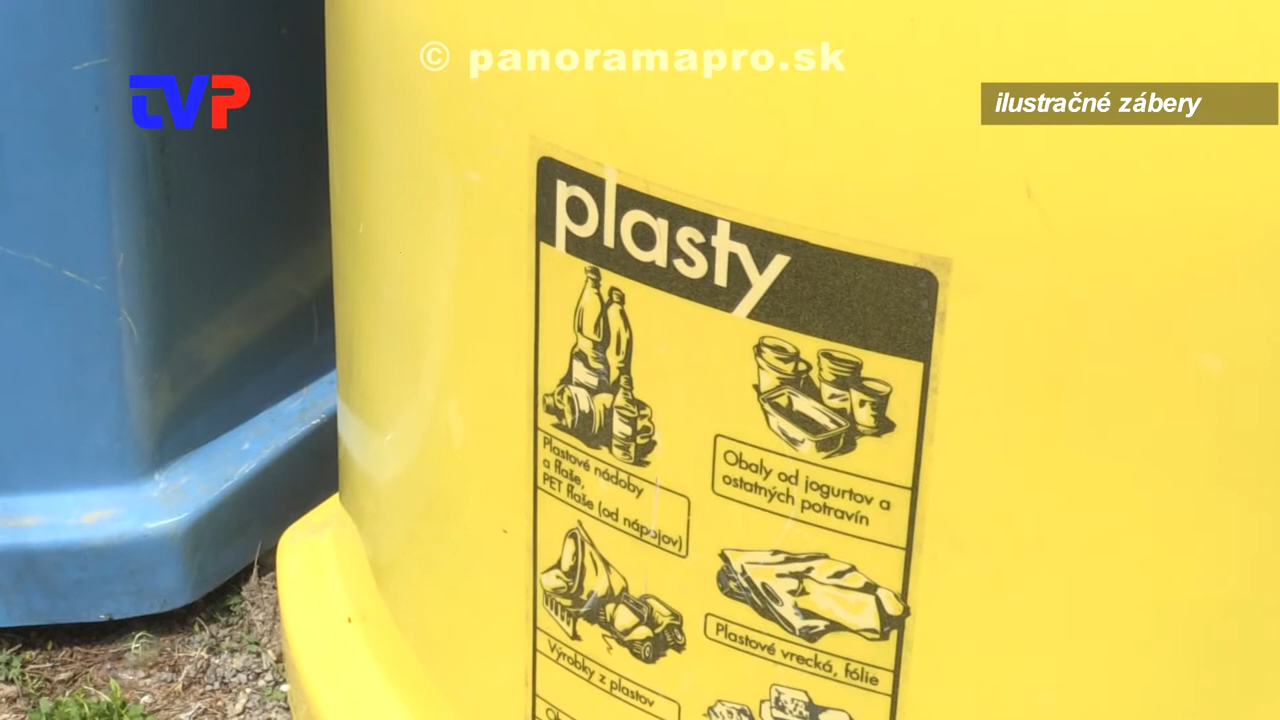 © panoramapro.sk
TVP
ilustračné zábery
plasty
Plastové nádoby
a fľaše,
PET fľaše (od nápojov)
Obaly od jogurtov a
ostatných potravín
Výrobky z plastov
Plastové vrecká, fólie